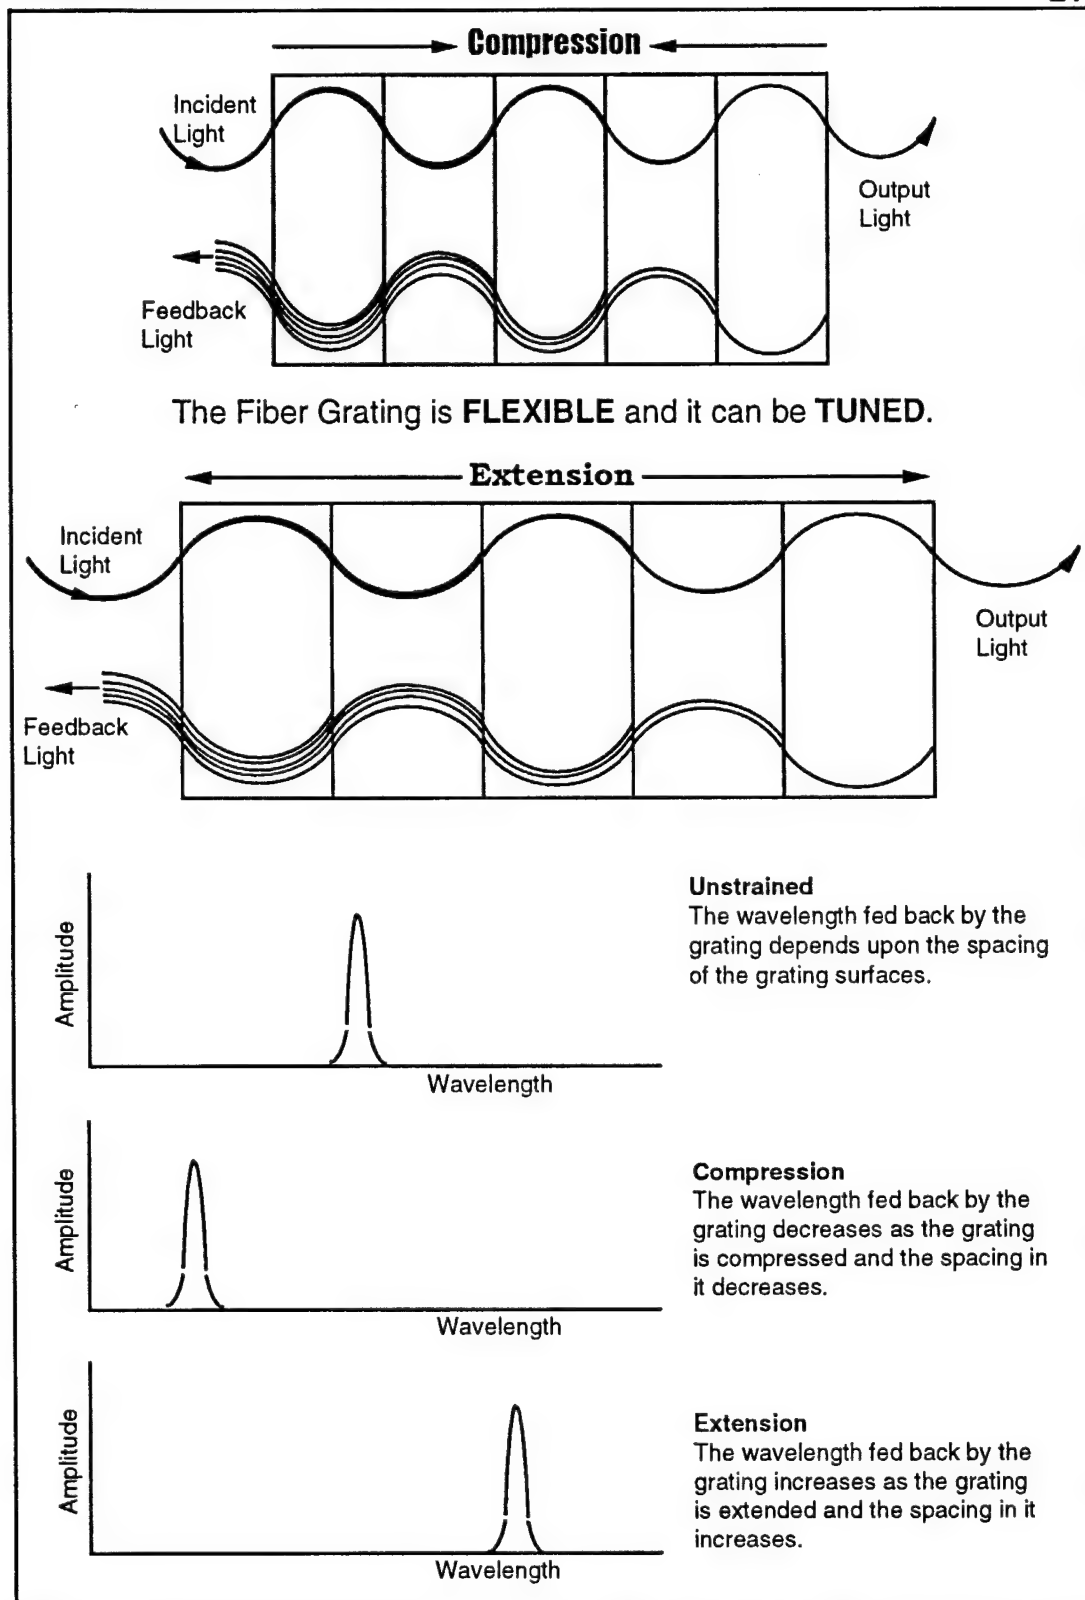 Compression
Incident
Light
Output
Light
Feedback
Light
The Fiber Grating is FLEXIBLE and it can be TUNED.
Extension
Incident
Light
Output
Light
Feedback
Light
Amplitude
Wavelength
Unstrained
The wavelength fed back by the
grating depends upon the spacing
of the grating surfaces.
Amplitude
Wavelength
Compression
The wavelength fed back by the
grating decreases as the grating
is compressed and the spacing in
it decreases.
Amplitude
Wavelength
Extension
The wavelength fed back by the
grating increases as the grating
is extended and the spacing in it
increases.